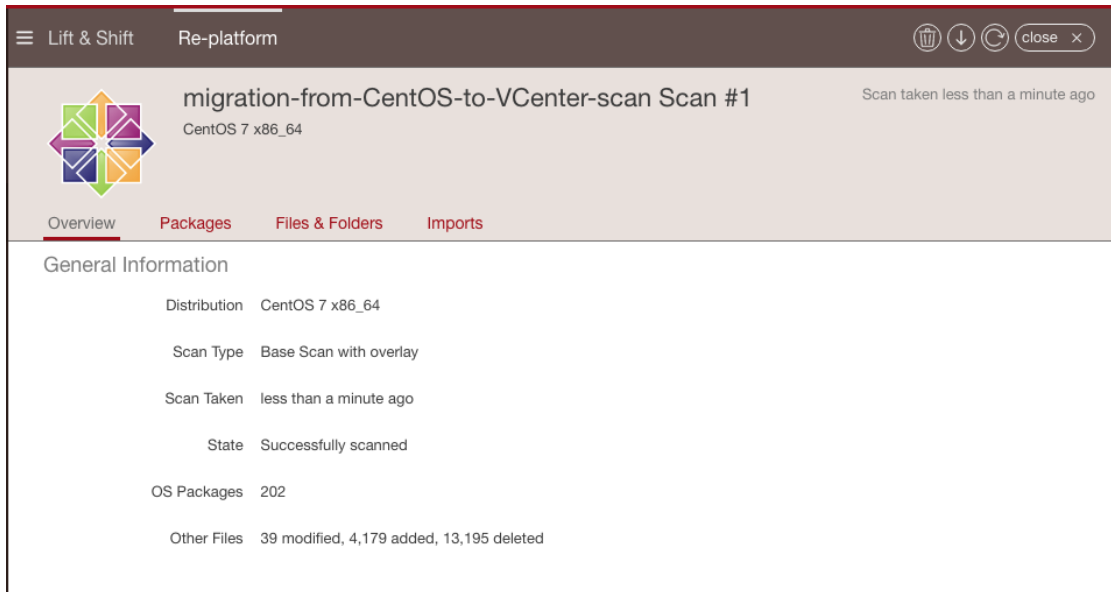 Lift & Shift Re-platform close ×
migration-from-CentOS-to-VCenter-scan Scan #1 Scan taken less than a minute ago
CentOS 7 x86_64
Overview Packages Files & Folders Imports
General Information
Distribution CentOS 7 x86_64
Scan Type Base Scan with overlay
Scan Taken less than a minute ago
State Successfully scanned
OS Packages 202
Other Files 39 modified, 4,179 added, 13,195 deleted